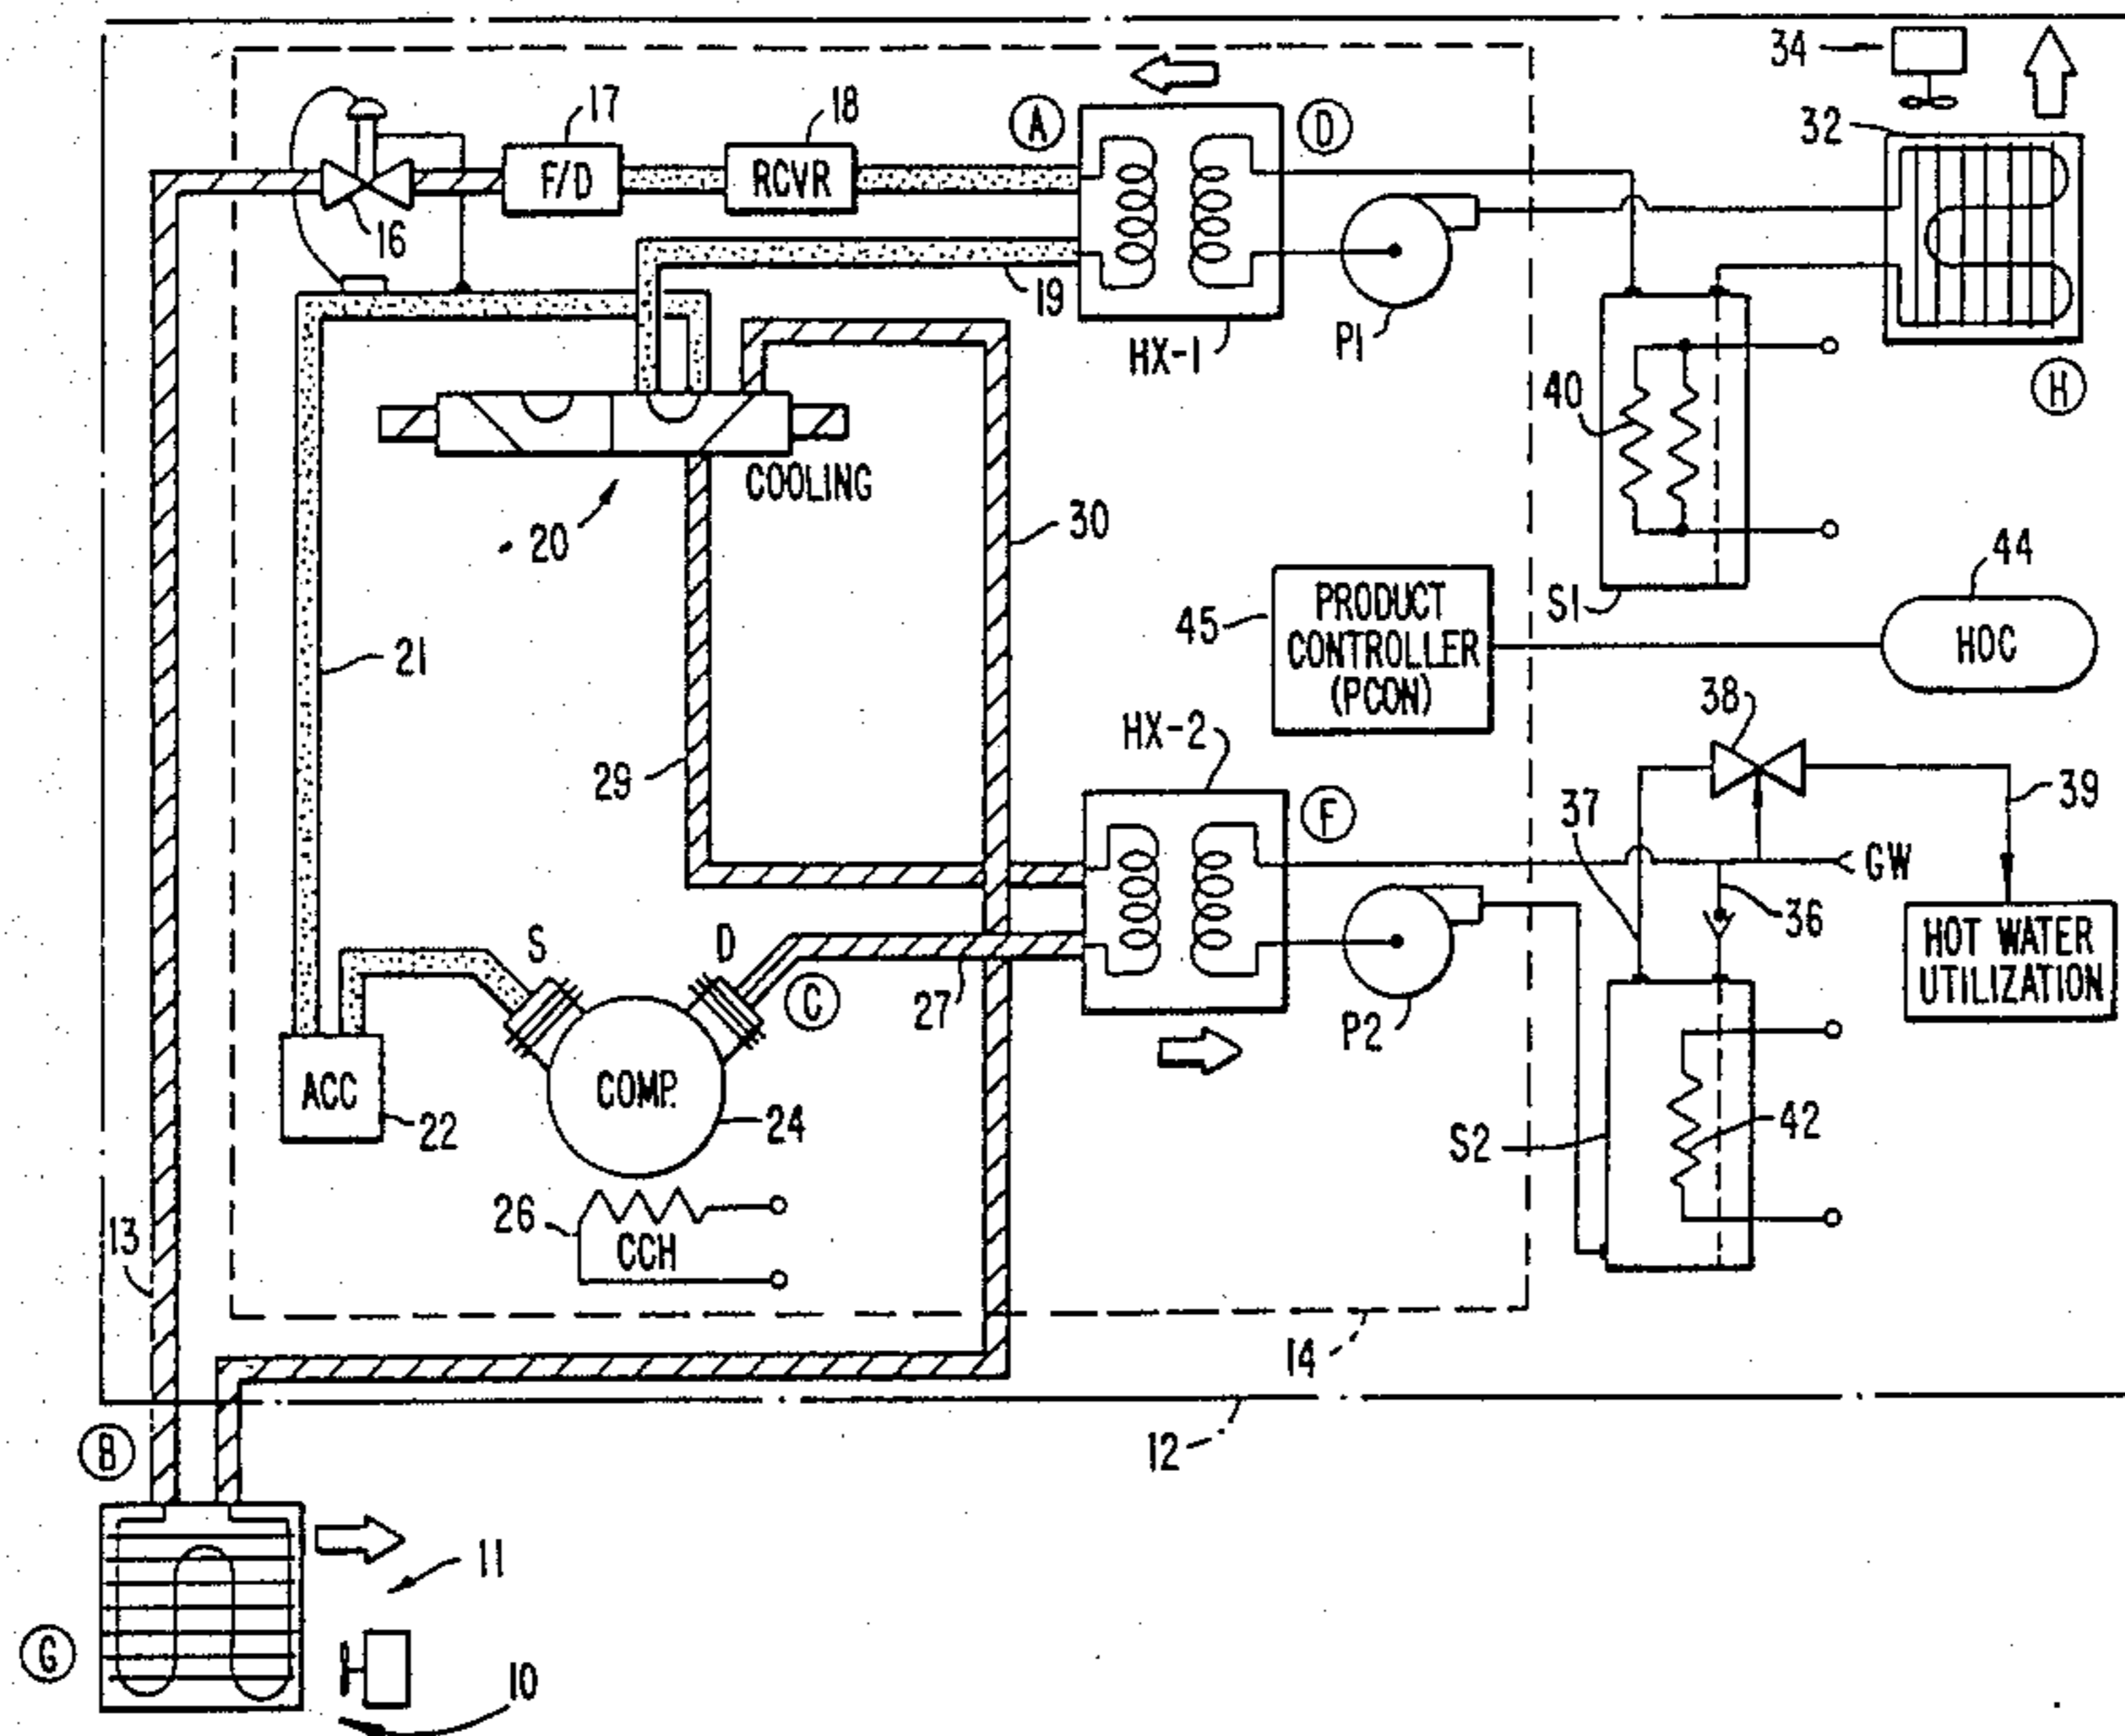 34
17
18
A
D
32
F/D
RCVR
16
19
HX-1
P1
H
40
COOLING
20
30
44
S1
PRODUCT
CONTROLLER
(PCON)
45
HOC
21
38
HX-2
29
37
39
F
GW
36
S
D
C
27
P2
HOT WATER
UTILIZATION
ACC
22
COMP.
24
S2
42
26
CCH
13
14
12
B
11
G
10